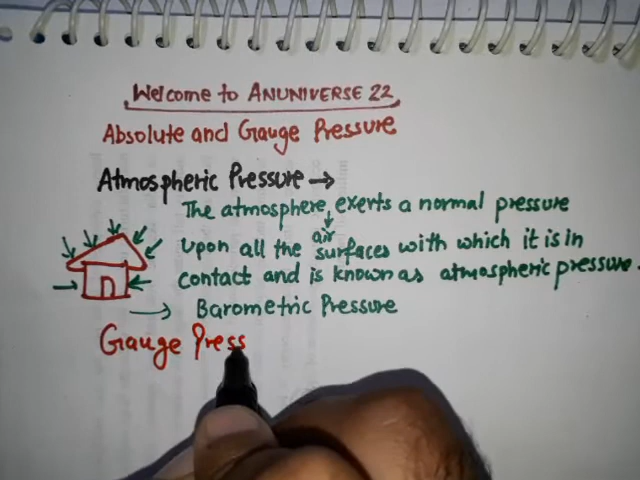 Welcome to ANUNIVERSE 22
Absolute and Gauge Pressure
Atmospheric Pressure →
The atmosphere exerts a normal pressure
air
upon all the surfaces with which it is in
contact and is known as atmospheric pressure.
→ Barometric Pressure
Gauge Press